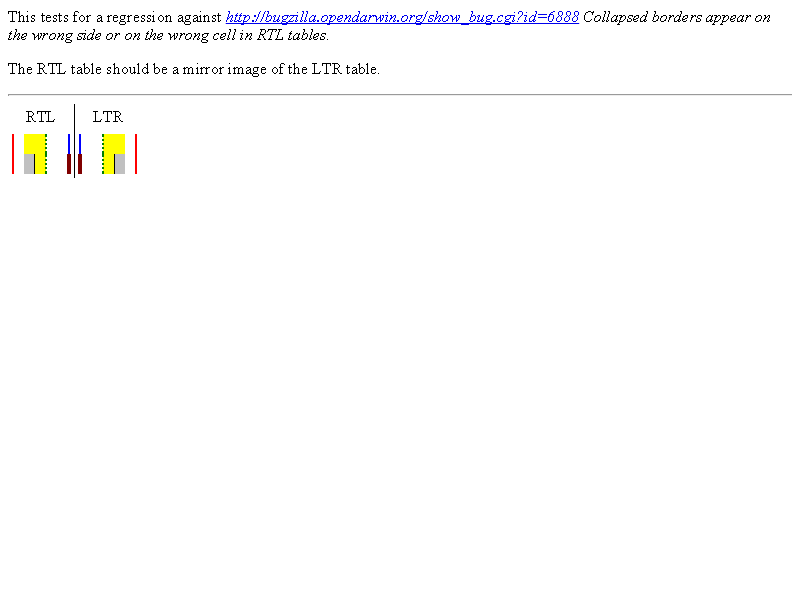 This tests for a regression against http://bugzilla.opendarwin.org/show_bug.cgi?id=6888 Collapsed borders appear on
the wrong side or on the wrong cell in RTL tables.
The RTL table should be a mirror image of the LTR table.
RTL LTR